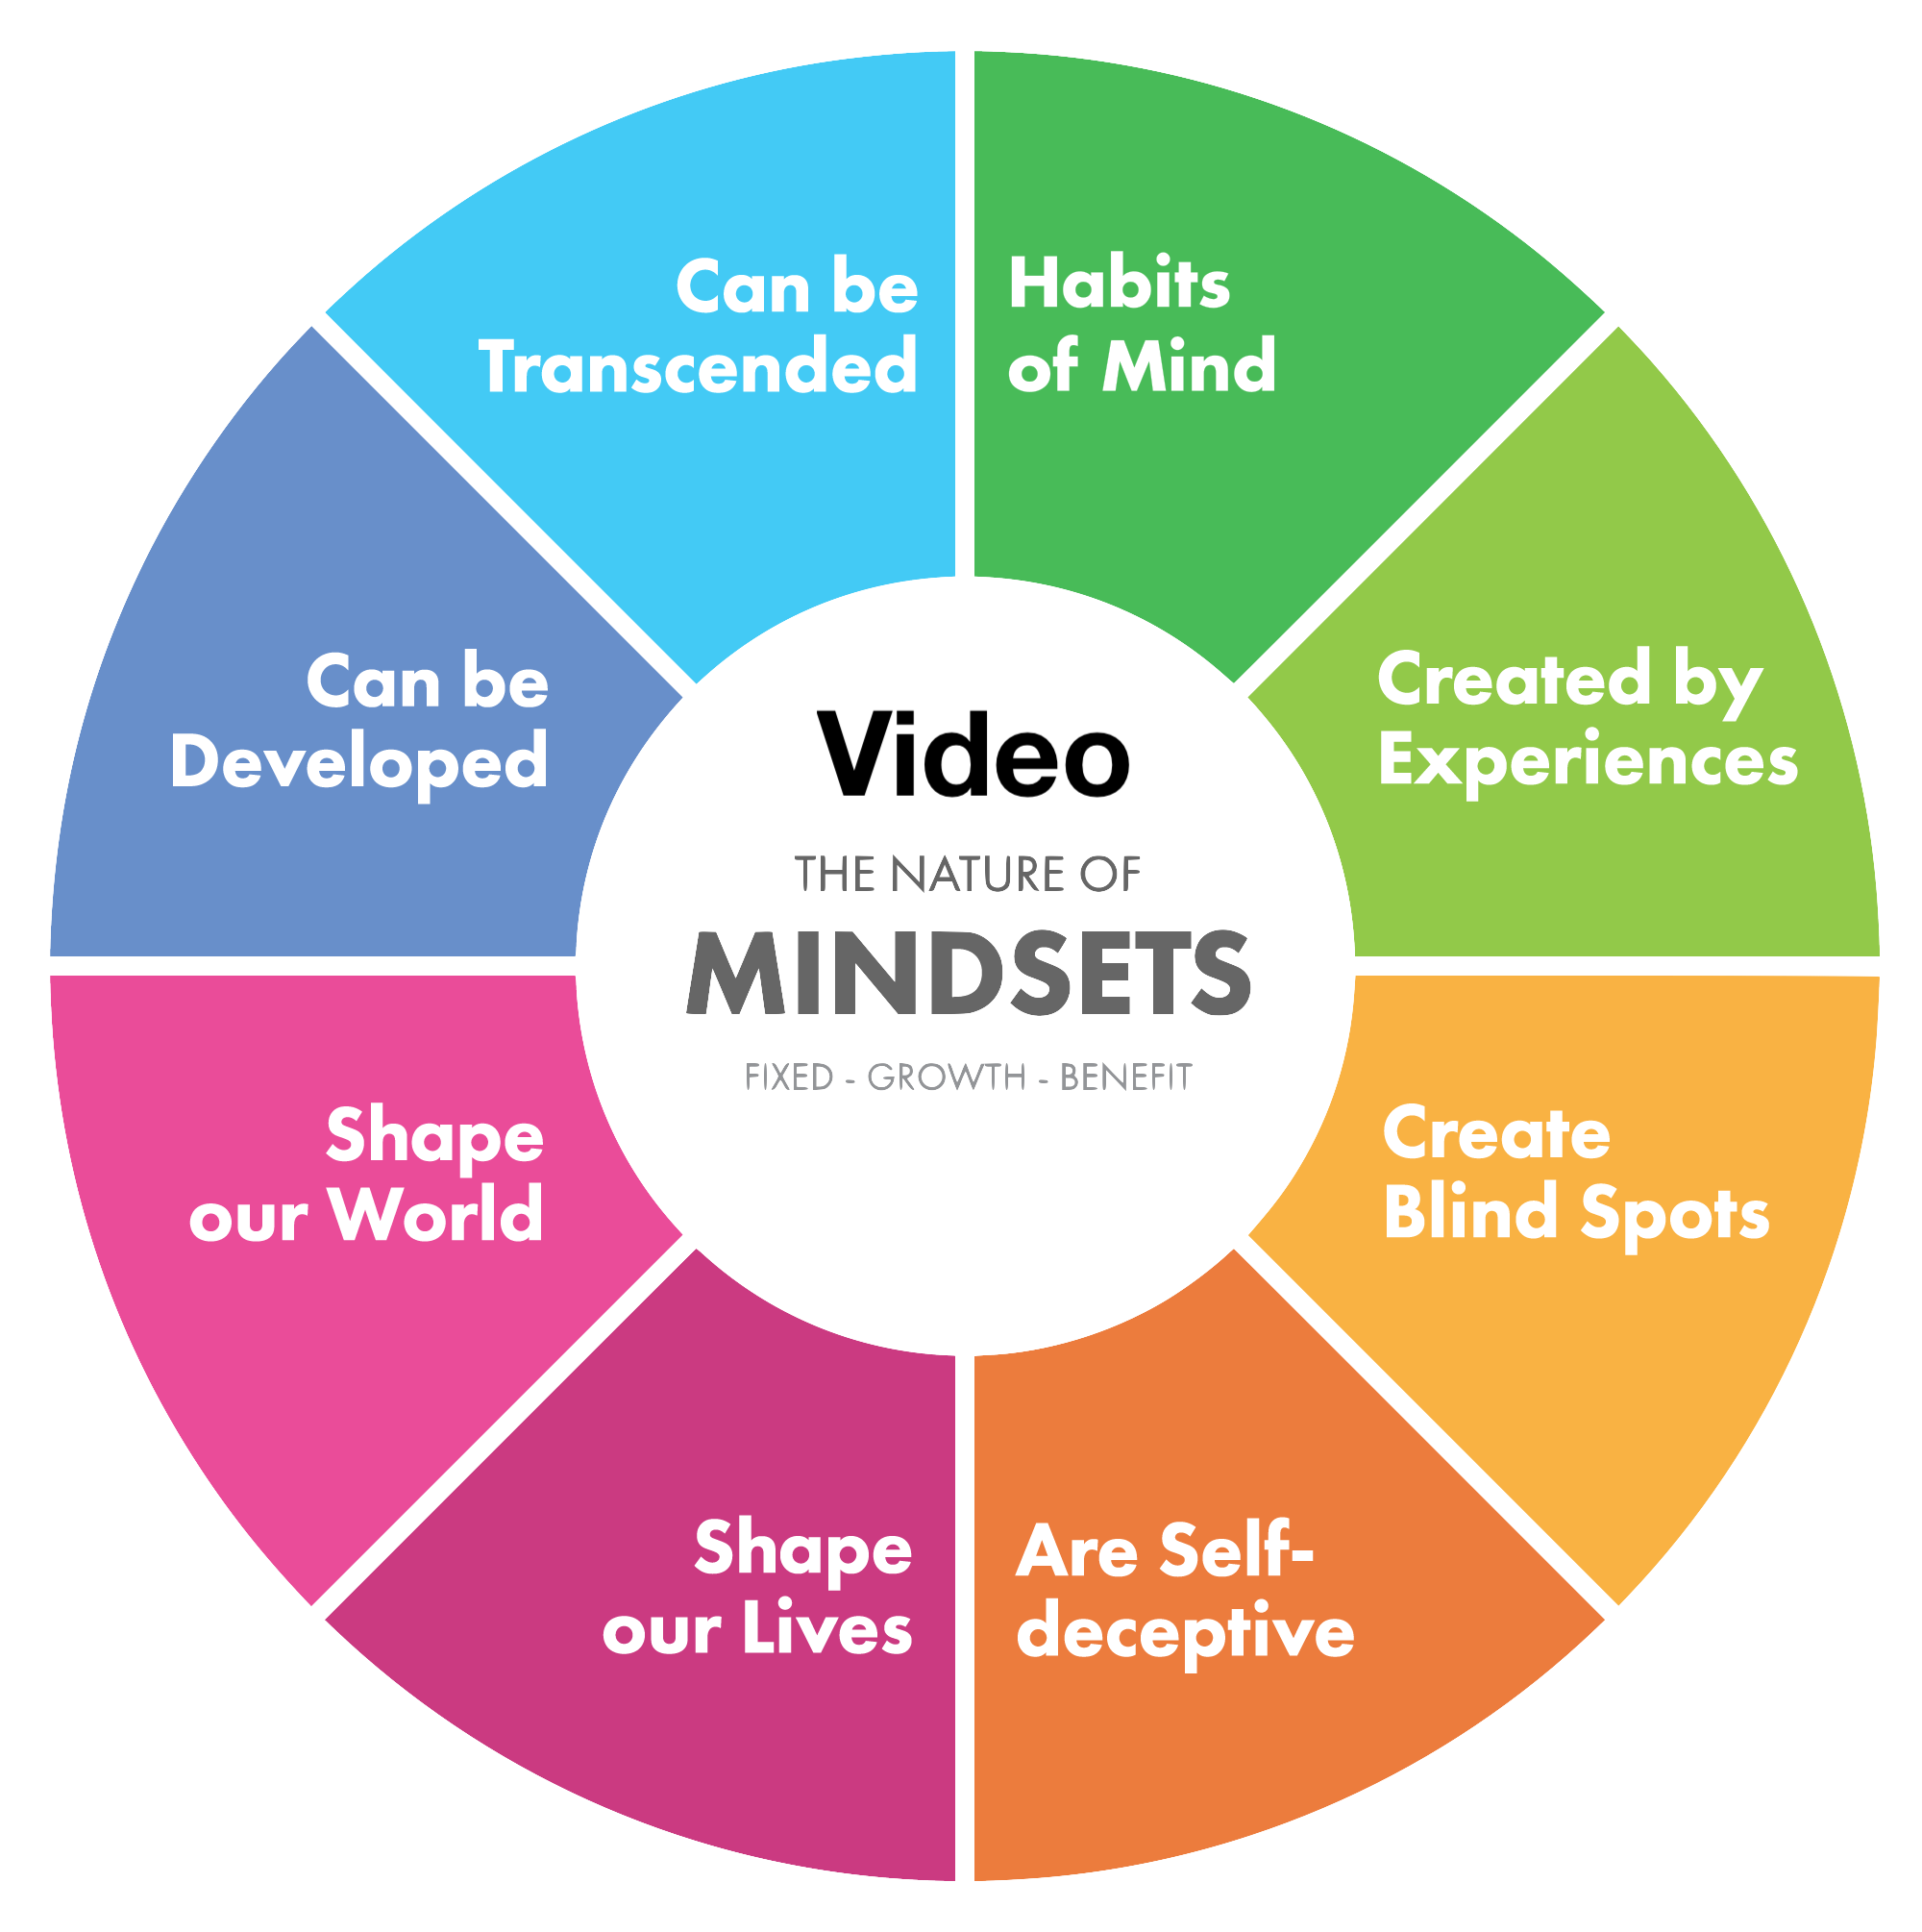 Can be
Transcended
Habits
of Mind
Created by
Experiences
Create
Blind Spots
Are Self-
deceptive
Shape
our Lives
Shape
our World
Can be
Developed
Video
THE NATURE OF
MINDSETS
FIXED - GROWTH - BENEFIT